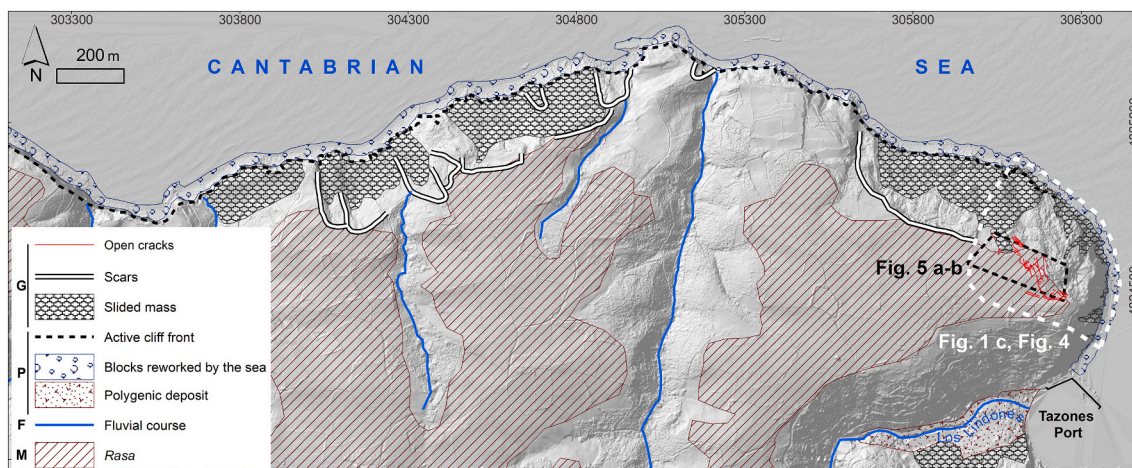 303300 303800 304300 304800 305300 305800 306300
200 m
N
CANTABRIAN SEA
Open cracks
Scars
G
Slided mass
Active cliff front
Blocks reworked by the sea
P
Polygenic deposit
F Fluvial course
M Rasa
Fig. 5 a-b
Fig. 1 c, Fig. 4
Los Lindones
Tazones
Port